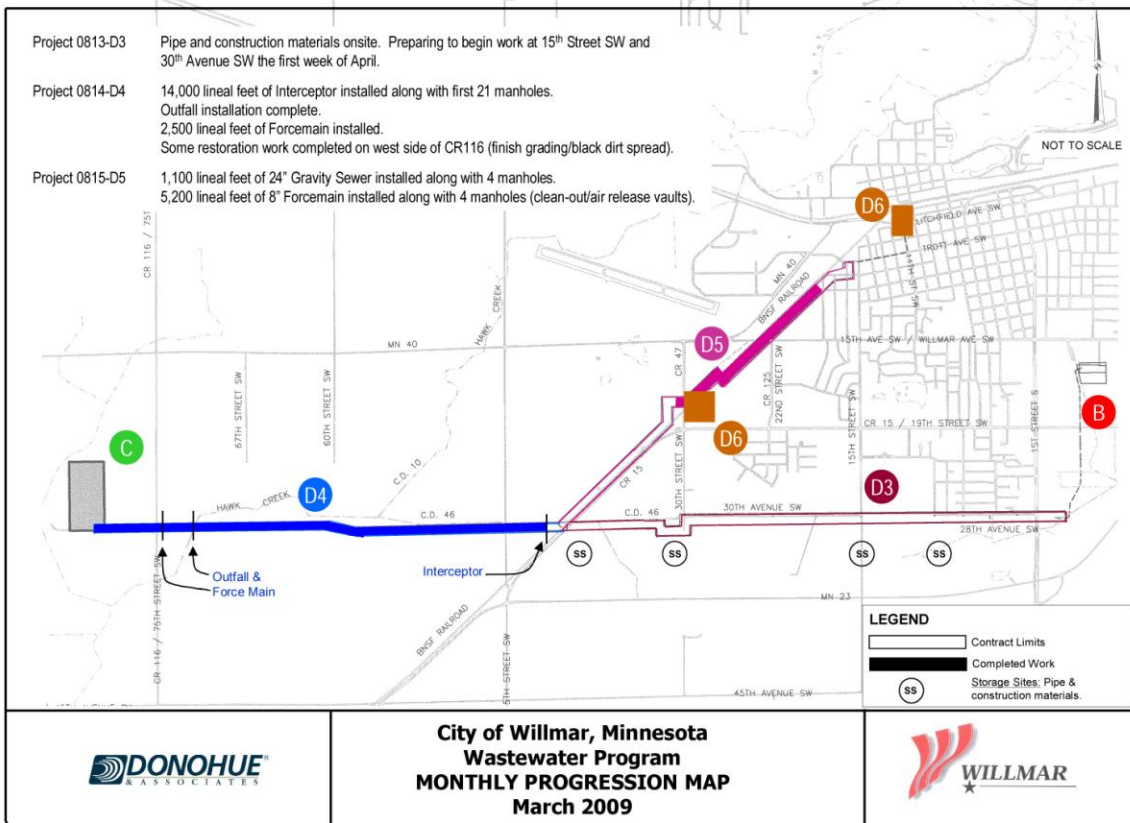 Project 0813-D3 Pipe and construction materials onsite. Preparing to begin work at 15th Street SW and
30th Avenue SW the first week of April.
Project 0814-D4 14,000 lineal feet of Interceptor installed along with first 21 manholes.
Outfall installation complete.
2,500 lineal feet of Forcemain installed.
Some restoration work completed on west side of CR116 (finish grading/black dirt spread).
Project 0815-D5 1,100 lineal feet of 24" Gravity Sewer installed along with 4 manholes.
5,200 lineal feet of 8" Forcemain installed along with 4 manholes (clean-out/air release vaults).
NOT TO SCALE
D6
LITCHFIELD AVE SW
TROTT AVE SW
11TH ST SW
CR 116 / 75T
HAWK CREEK
MN 40
BNSF RAILROAD
D5
MN 40
CR 47
15TH AVE SW / WILLMAR AVE SW
67TH STREET SW
60TH STREET SW
CR 125
22ND STREET SW
15TH STREET SW
1ST STREET S
B
C
D6
CR 15 / 19TH STREET SW
C.D. 10
CR 15
30TH STREET SW
D4
D3
HAWK CREEK
C.D. 46
C.D. 46
30TH AVENUE SW
28TH AVENUE SW
SS
SS
SS
SS
Outfall &
Force Main
Interceptor
CR 116 / 75TH STREET SW
BNSF RAILROAD
5TH STREET SW
MN 23
45TH AVENUE SW
LEGEND
Contract Limits
Completed Work
SS
Storage Sites: Pipe &
construction materials.
DONOHUE
& ASSOCIATES
City of Willmar, Minnesota
Wastewater Program
MONTHLY PROGRESSION MAP
March 2009
WILLMAR